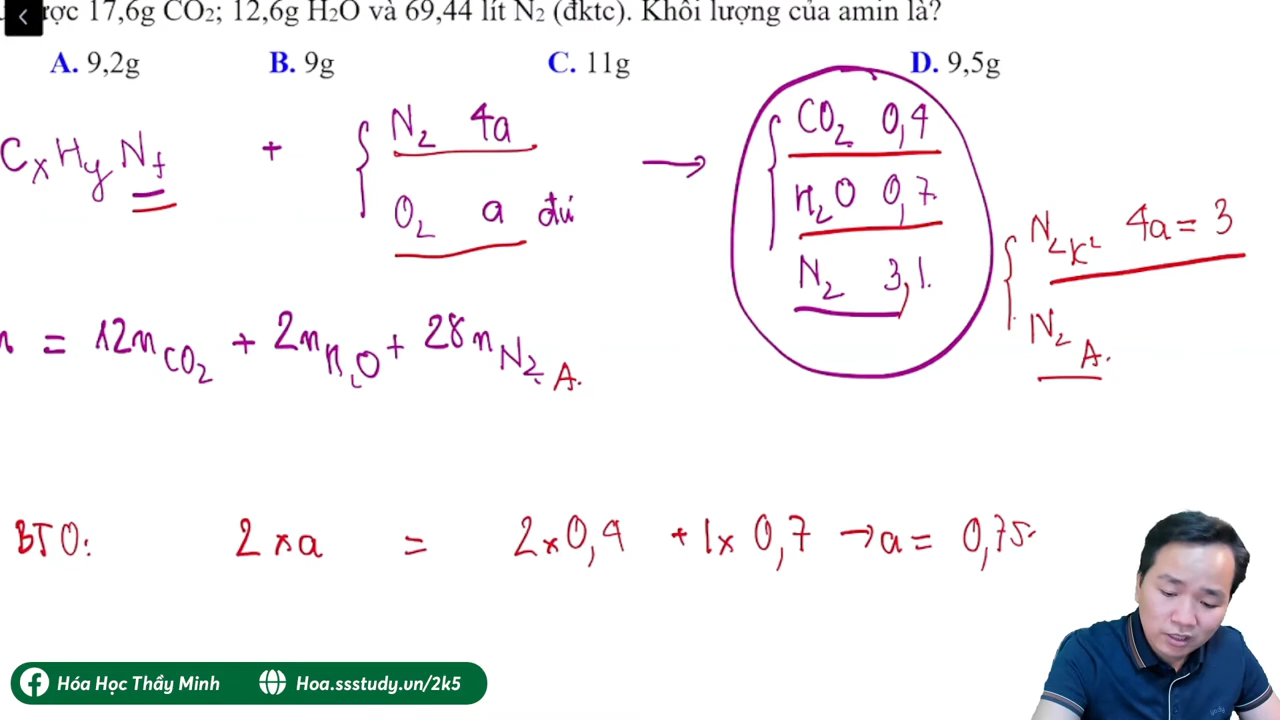 ược 17,6g CO₂; 12,6g H₂O và 69,44 lít N₂ (đktc). Khối lượng của amin là?
A. 9,2g B. 9g C. 11g D. 9,5g
CxHyNt + { N₂ 4a → { CO₂ 0,4
O₂ a đủ H₂O 0,7
N₂ 3,1
{ N₂ K² 4a = 3
N₂ A.
= 12nCO₂ + 2nH₂O + 28nN₂ A.
BTO: 2 × a = 2 × 0,4 + 1 × 0,7 → a = 0,75
Hóa Học Thầy Minh Hoa.ssstudy.vn/2k5